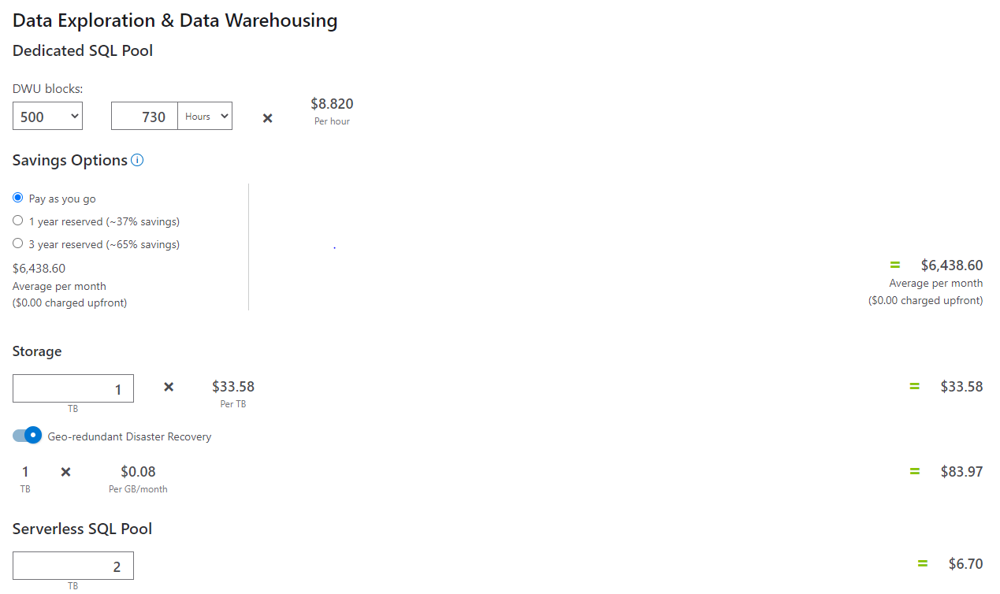 Data Exploration & Data Warehousing
Dedicated SQL Pool
DWU blocks:
500 730 Hours × $8.820
Per hour
Savings Options
Pay as you go
1 year reserved (~37% savings)
3 year reserved (~65% savings)
$6,438.60
Average per month
($0.00 charged upfront)
= $6,438.60
Average per month
($0.00 charged upfront)
Storage
1 × $33.58 = $33.58
TB Per TB
Geo-redundant Disaster Recovery
1 × $0.08 = $83.97
TB Per GB/month
Serverless SQL Pool
2 = $6.70
TB